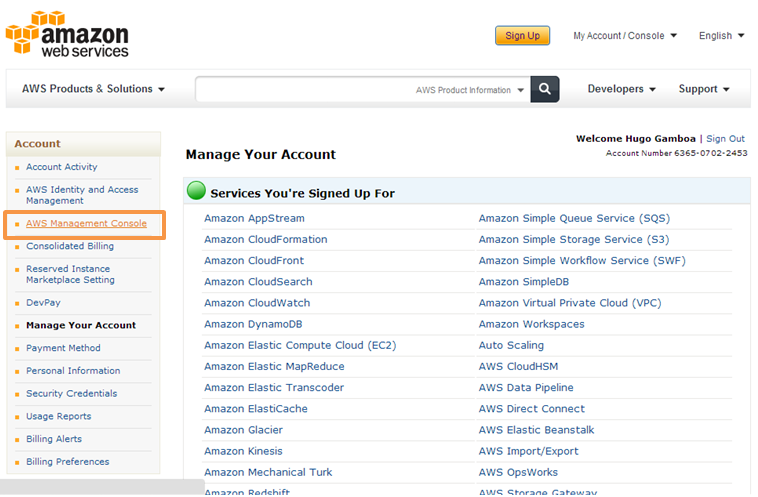 amazon
web services
Sign Up
My Account / Console
English
AWS Products & Solutions
AWS Product Information
Developers
Support
Account
Account Activity
AWS Identity and Access
Management
AWS Management Console
Consolidated Billing
Reserved Instance
Marketplace Setting
DevPay
Manage Your Account
Payment Method
Personal Information
Security Credentials
Usage Reports
Billing Alerts
Billing Preferences
Welcome Hugo Gamboa | Sign Out
Account Number 6365-0702-2453
Manage Your Account
Services You're Signed Up For
Amazon AppStream
Amazon CloudFormation
Amazon CloudFront
Amazon CloudSearch
Amazon CloudWatch
Amazon DynamoDB
Amazon Elastic Compute Cloud (EC2)
Amazon Elastic MapReduce
Amazon Elastic Transcoder
Amazon ElastiCache
Amazon Glacier
Amazon Kinesis
Amazon Mechanical Turk
Amazon Redshift
Amazon Simple Queue Service (SQS)
Amazon Simple Storage Service (S3)
Amazon Simple Workflow Service (SWF)
Amazon SimpleDB
Amazon Virtual Private Cloud (VPC)
Amazon Workspaces
Auto Scaling
AWS CloudHSM
AWS Data Pipeline
AWS Direct Connect
AWS Elastic Beanstalk
AWS Import/Export
AWS OpsWorks
AWS Storage Gateway